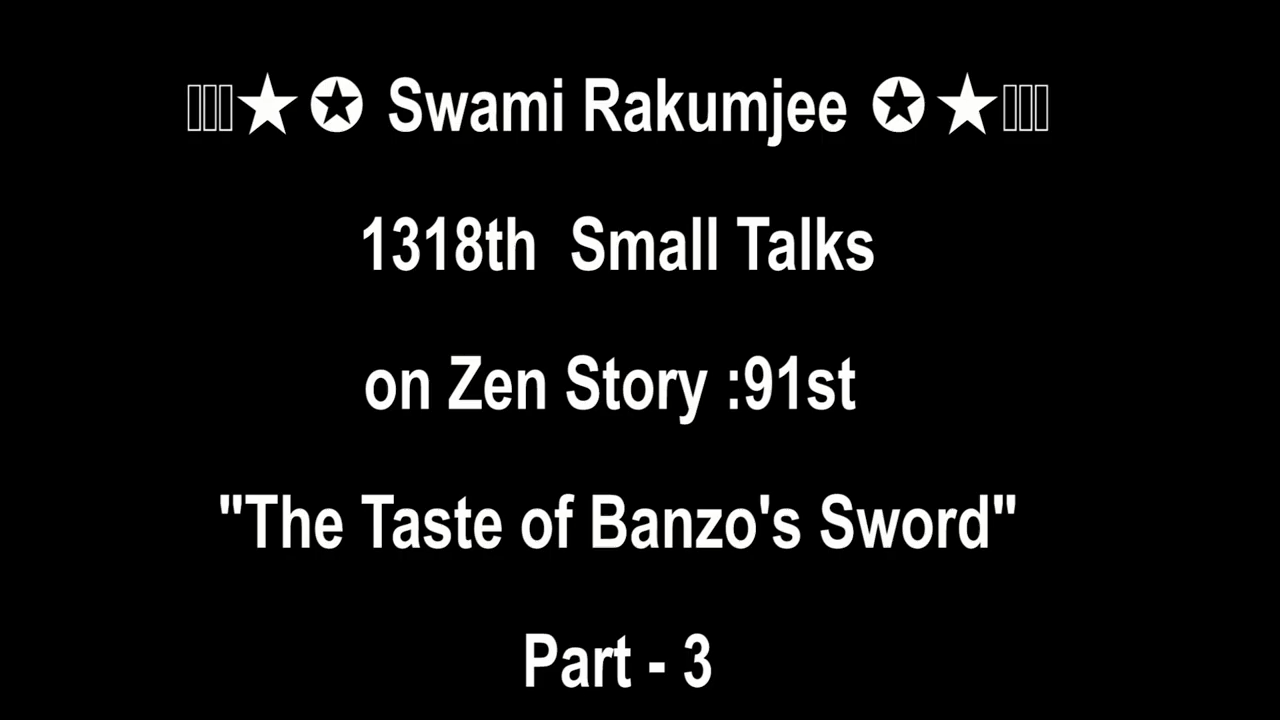 ★✪ Swami Rakumjee ✪★
1318th  Small Talks
on Zen Story :91st
"The Taste of Banzo's Sword"
Part - 3